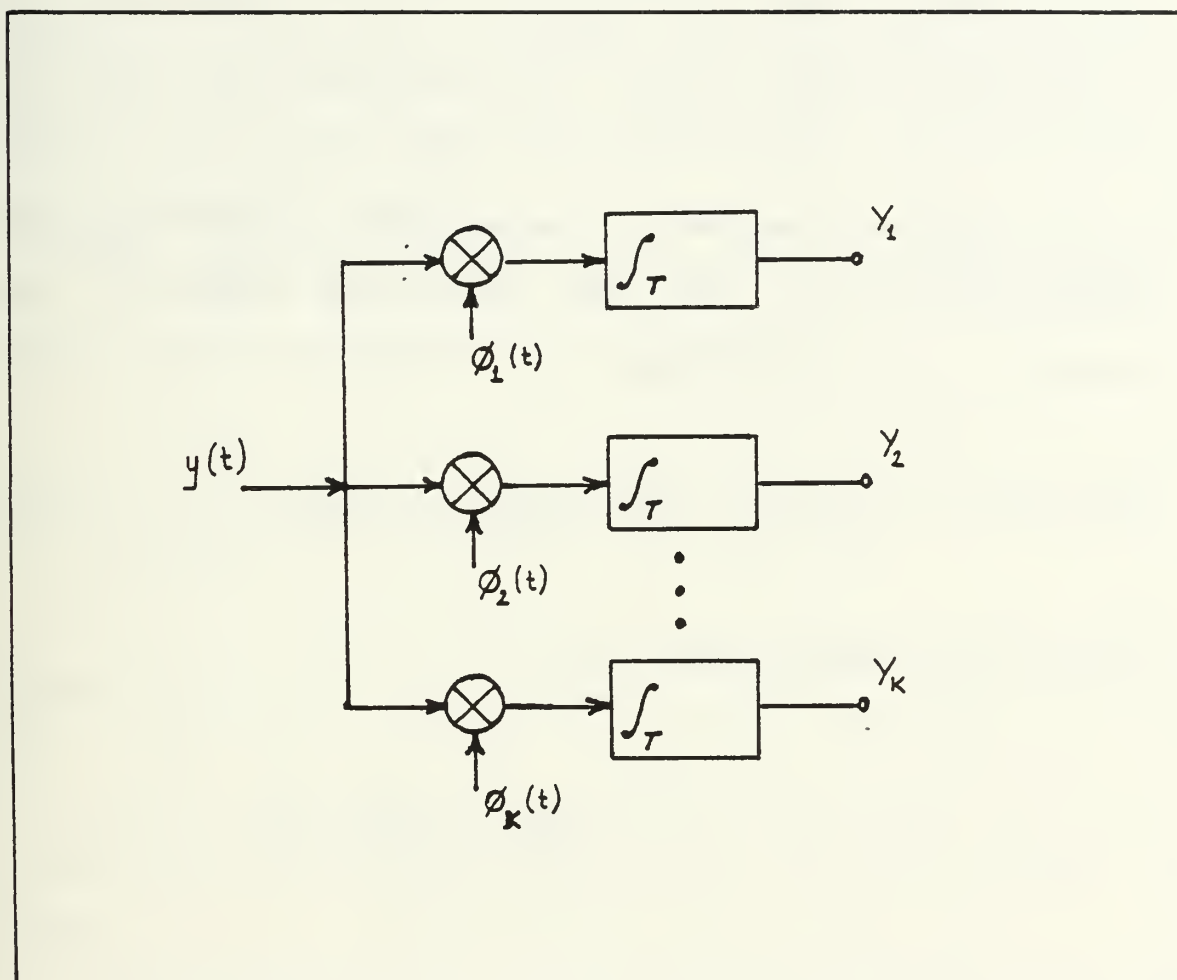 Y₁
∫T
ø₁(t)
y(t)
Y₂
∫T
ø₂(t)
YK
∫T
øK(t)